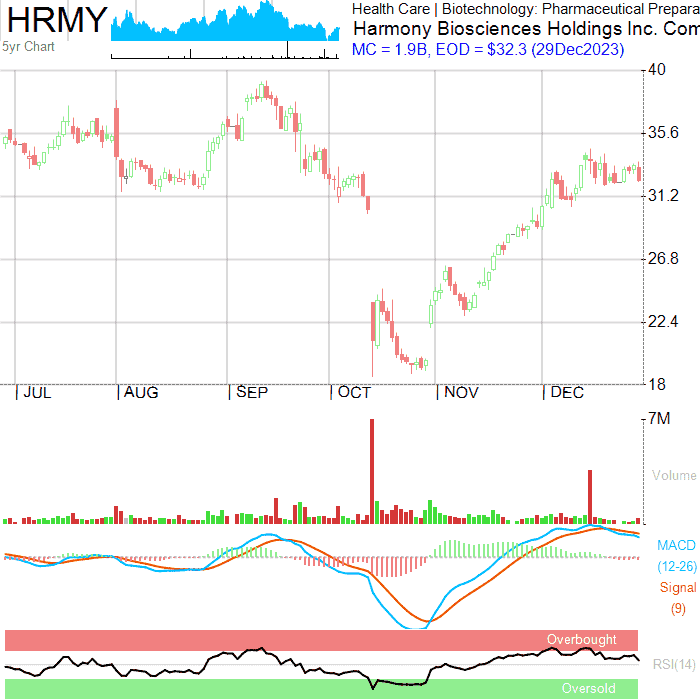 HRMY
5yr Chart
Health Care | Biotechnology: Pharmaceutical Prepara
Harmony Biosciences Holdings Inc. Com
MC = 1.9B, EOD = $32.3 (29Dec2023)
40
35.6
31.2
26.8
22.4
18
| JUL | AUG | SEP | OCT | NOV | DEC
7M
Volume
MACD
(12-26)
Signal
(9)
Overbought
RSI(14)
Oversold